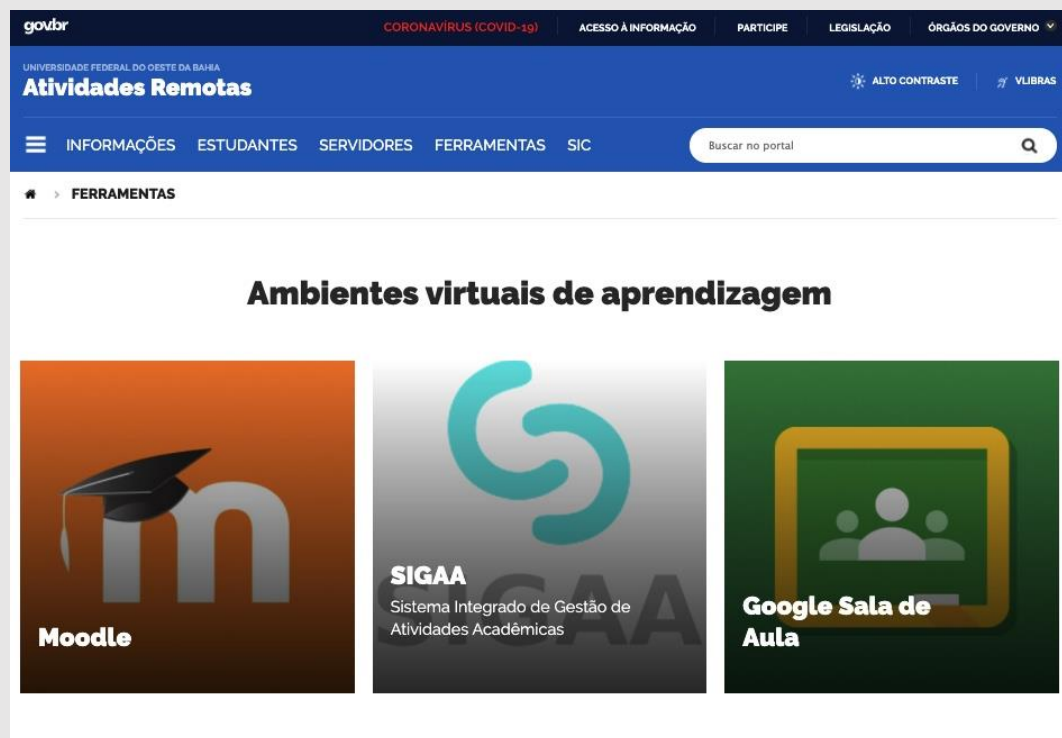 gov.br
CORONAVÍRUS (COVID-19) ACESSO À INFORMAÇÃO PARTICIPE LEGISLAÇÃO ÓRGÃOS DO GOVERNO
UNIVERSIDADE FEDERAL DO OESTE DA BAHIA
Atividades Remotas
ALTO CONTRASTE VLIBRAS
INFORMAÇÕES ESTUDANTES SERVIDORES FERRAMENTAS SIC
Buscar no portal
> FERRAMENTAS
Ambientes virtuais de aprendizagem
m
Moodle
SIGAA
SIGAA
Sistema Integrado de Gestão de
Atividades Acadêmicas
Google Sala de
Aula